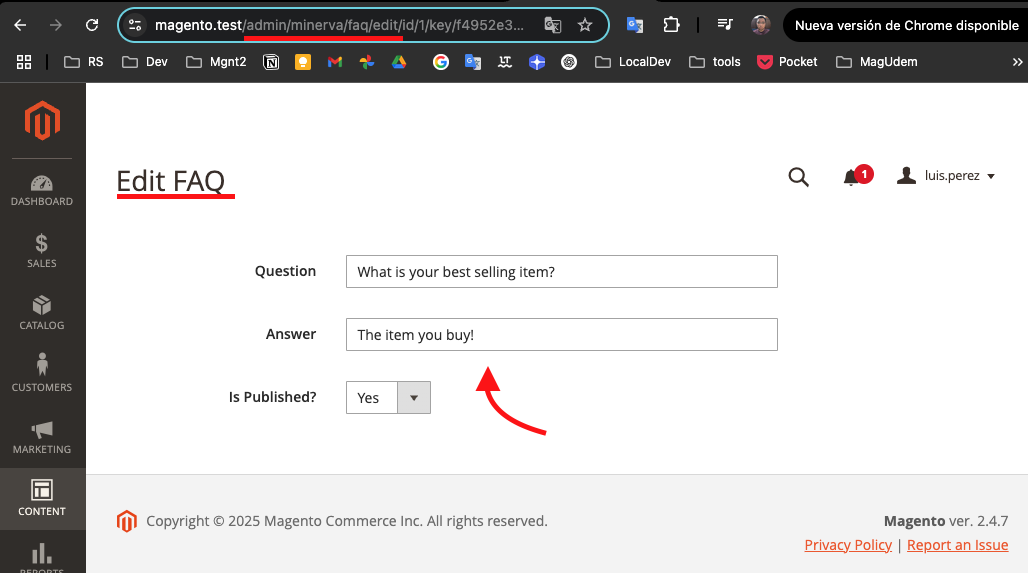 magento.test/admin/minerva/faq/edit/id/1/key/f4952e3...
Nueva versión de Chrome disponible
RS
Dev
Mgnt2
LocalDev
tools
Pocket
MagUdem
»
DASHBOARD
$
SALES
CATALOG
CUSTOMERS
MARKETING
CONTENT
REPORTS
Edit FAQ
1
luis.perez
Question
What is your best selling item?
Answer
The item you buy!
Is Published?
Yes
Copyright © 2025 Magento Commerce Inc. All rights reserved.
Magento ver. 2.4.7
Privacy Policy | Report an Issue